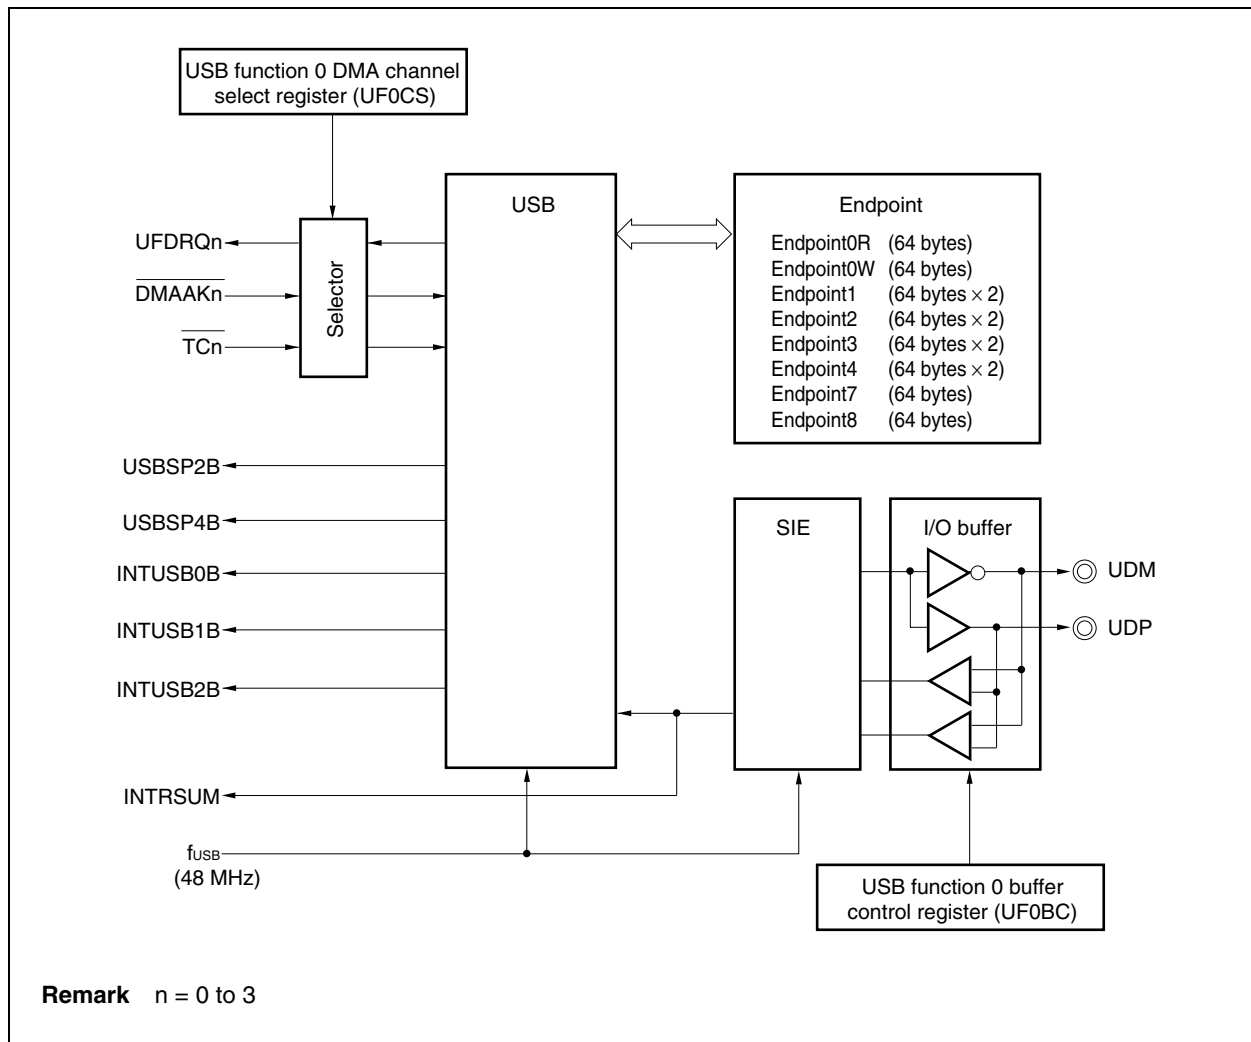 USB function 0 DMA channel
select register (UF0CS)
USB
Endpoint
UFDRQn
Endpoint0R (64 bytes)
Endpoint0W (64 bytes)
DMAAKn
Endpoint1 (64 bytes × 2)
Selector
Endpoint2 (64 bytes × 2)
TCn
Endpoint3 (64 bytes × 2)
Endpoint4 (64 bytes × 2)
Endpoint7 (64 bytes)
Endpoint8 (64 bytes)
USBSP2B
USBSP4B
SIE
I/O buffer
INTUSB0B
UDM
INTUSB1B
UDP
INTUSB2B
INTRSUM
fUSB
(48 MHz)
USB function 0 buffer
control register (UF0BC)
Remark n = 0 to 3